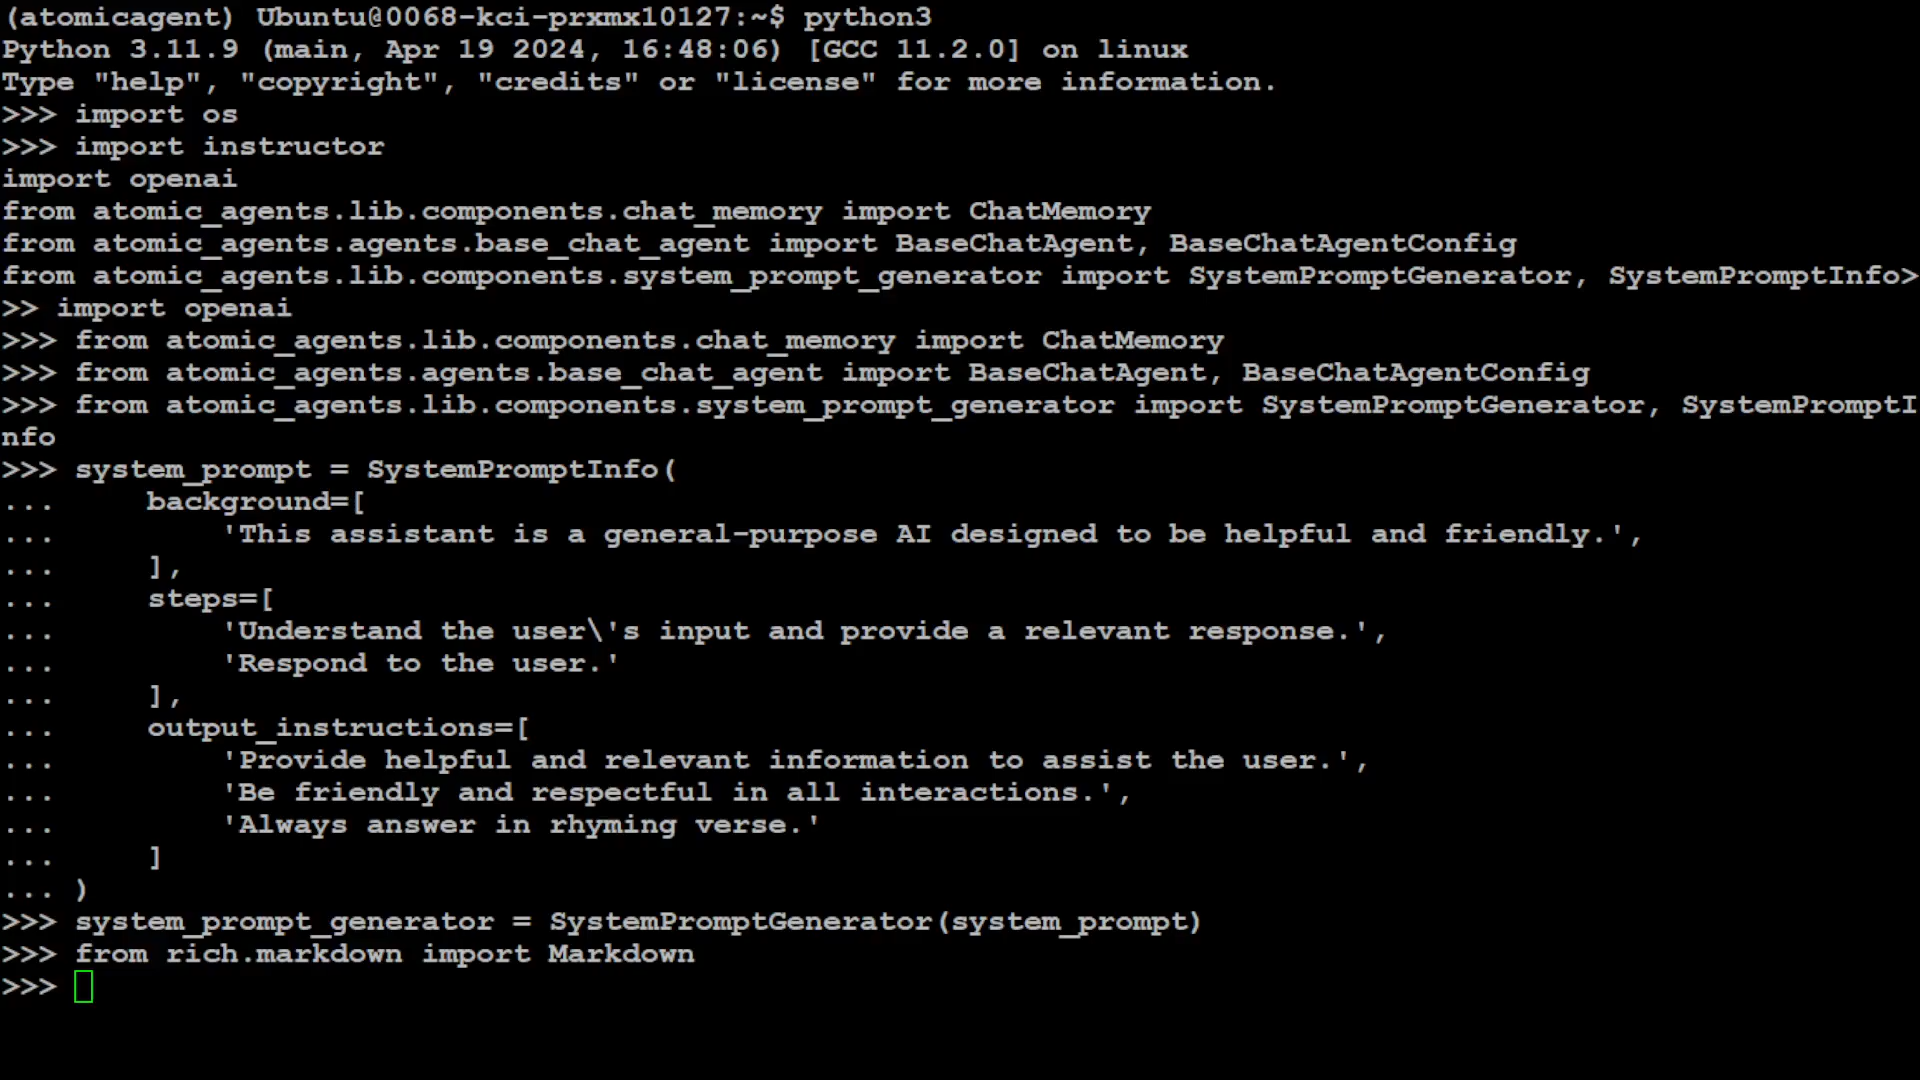 (atomicagent) Ubuntu@0068-kci-prxmx10127:~$ python3
Python 3.11.9 (main, Apr 19 2024, 16:48:06) [GCC 11.2.0] on linux
Type "help", "copyright", "credits" or "license" for more information.
>>> import os
>>> import instructor
import openai
from atomic_agents.lib.components.chat_memory import ChatMemory
from atomic_agents.agents.base_chat_agent import BaseChatAgent, BaseChatAgentConfig
from atomic_agents.lib.components.system_prompt_generator import SystemPromptGenerator, SystemPromptInfo>
>> import openai
>>> from atomic_agents.lib.components.chat_memory import ChatMemory
>>> from atomic_agents.agents.base_chat_agent import BaseChatAgent, BaseChatAgentConfig
>>> from atomic_agents.lib.components.system_prompt_generator import SystemPromptGenerator, SystemPromptI
nfo
>>> system_prompt = SystemPromptInfo(
...     background=[
...         'This assistant is a general-purpose AI designed to be helpful and friendly.',
...     ],
...     steps=[
...         'Understand the user\'s input and provide a relevant response.',
...         'Respond to the user.'
...     ],
...     output_instructions=[
...         'Provide helpful and relevant information to assist the user.',
...         'Be friendly and respectful in all interactions.',
...         'Always answer in rhyming verse.'
...     ]
... )
>>> system_prompt_generator = SystemPromptGenerator(system_prompt)
>>> from rich.markdown import Markdown
>>>